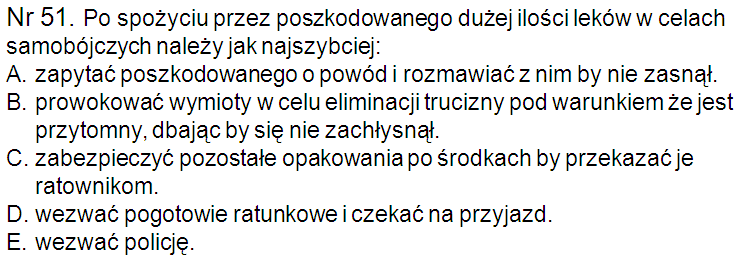 Nr 51. Po spożyciu przez poszkodowanego dużej ilości leków w celach
samobójczych należy jak najszybciej:
A. zapytać poszkodowanego o powód i rozmawiać z nim by nie zasnął.
B. prowokować wymioty w celu eliminacji trucizny pod warunkiem że jest
przytomny, dbając by się nie zachłysnął.
C. zabezpieczyć pozostałe opakowania po środkach by przekazać je
ratownikom.
D. wezwać pogotowie ratunkowe i czekać na przyjazd.
E. wezwać policję.